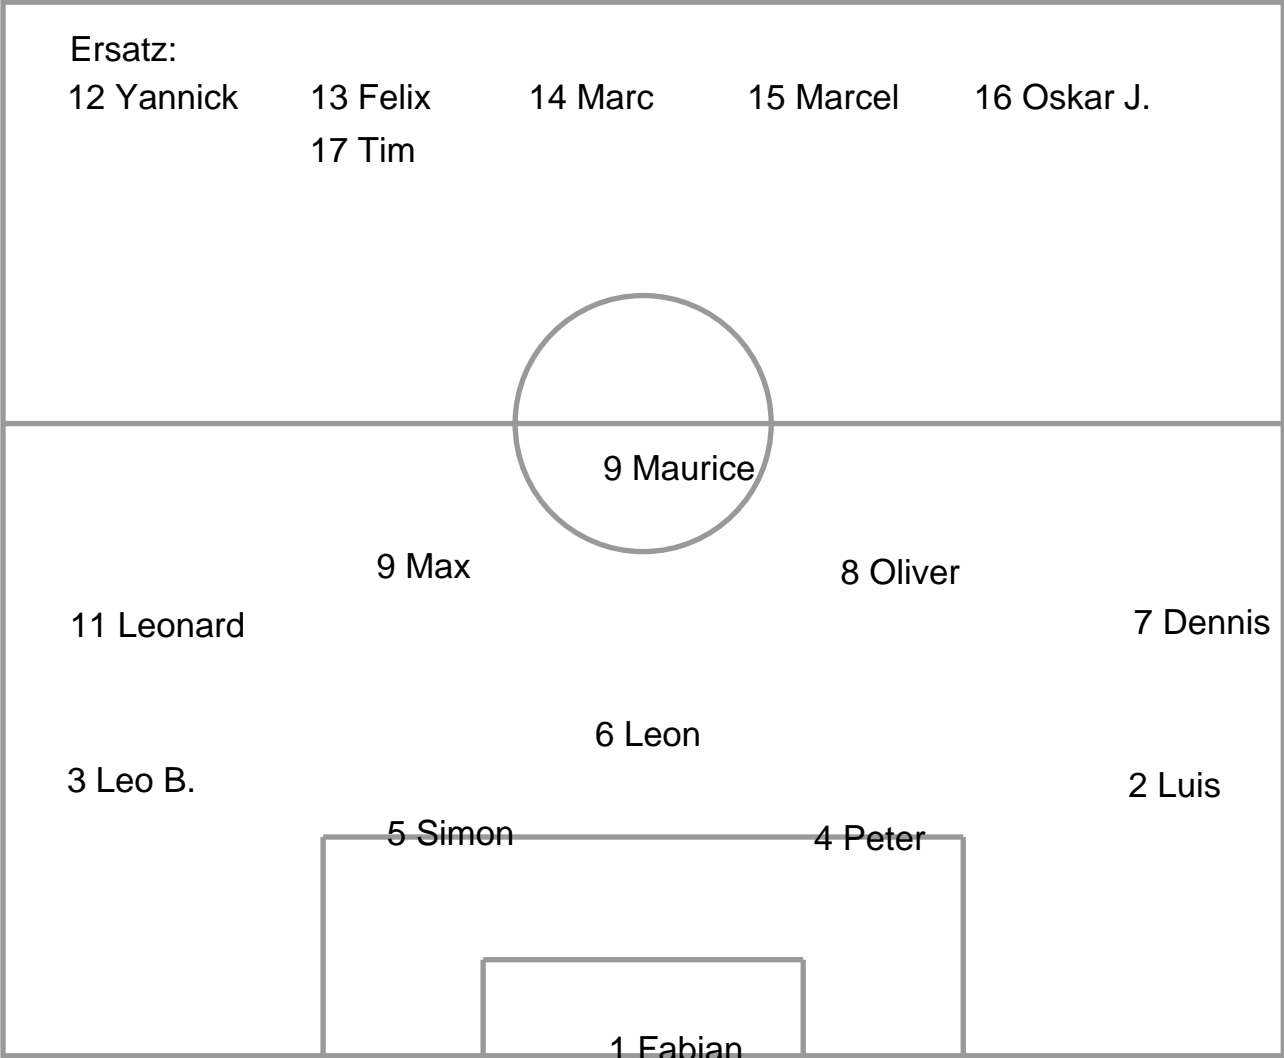 Ersatz:
12 Yannick 13 Felix 14 Marc 15 Marcel 16 Oskar J.
17 Tim
9 Maurice
9 Max
8 Oliver
11 Leonard
7 Dennis
6 Leon
3 Leo B.
2 Luis
5 Simon
4 Peter
1 Fabian